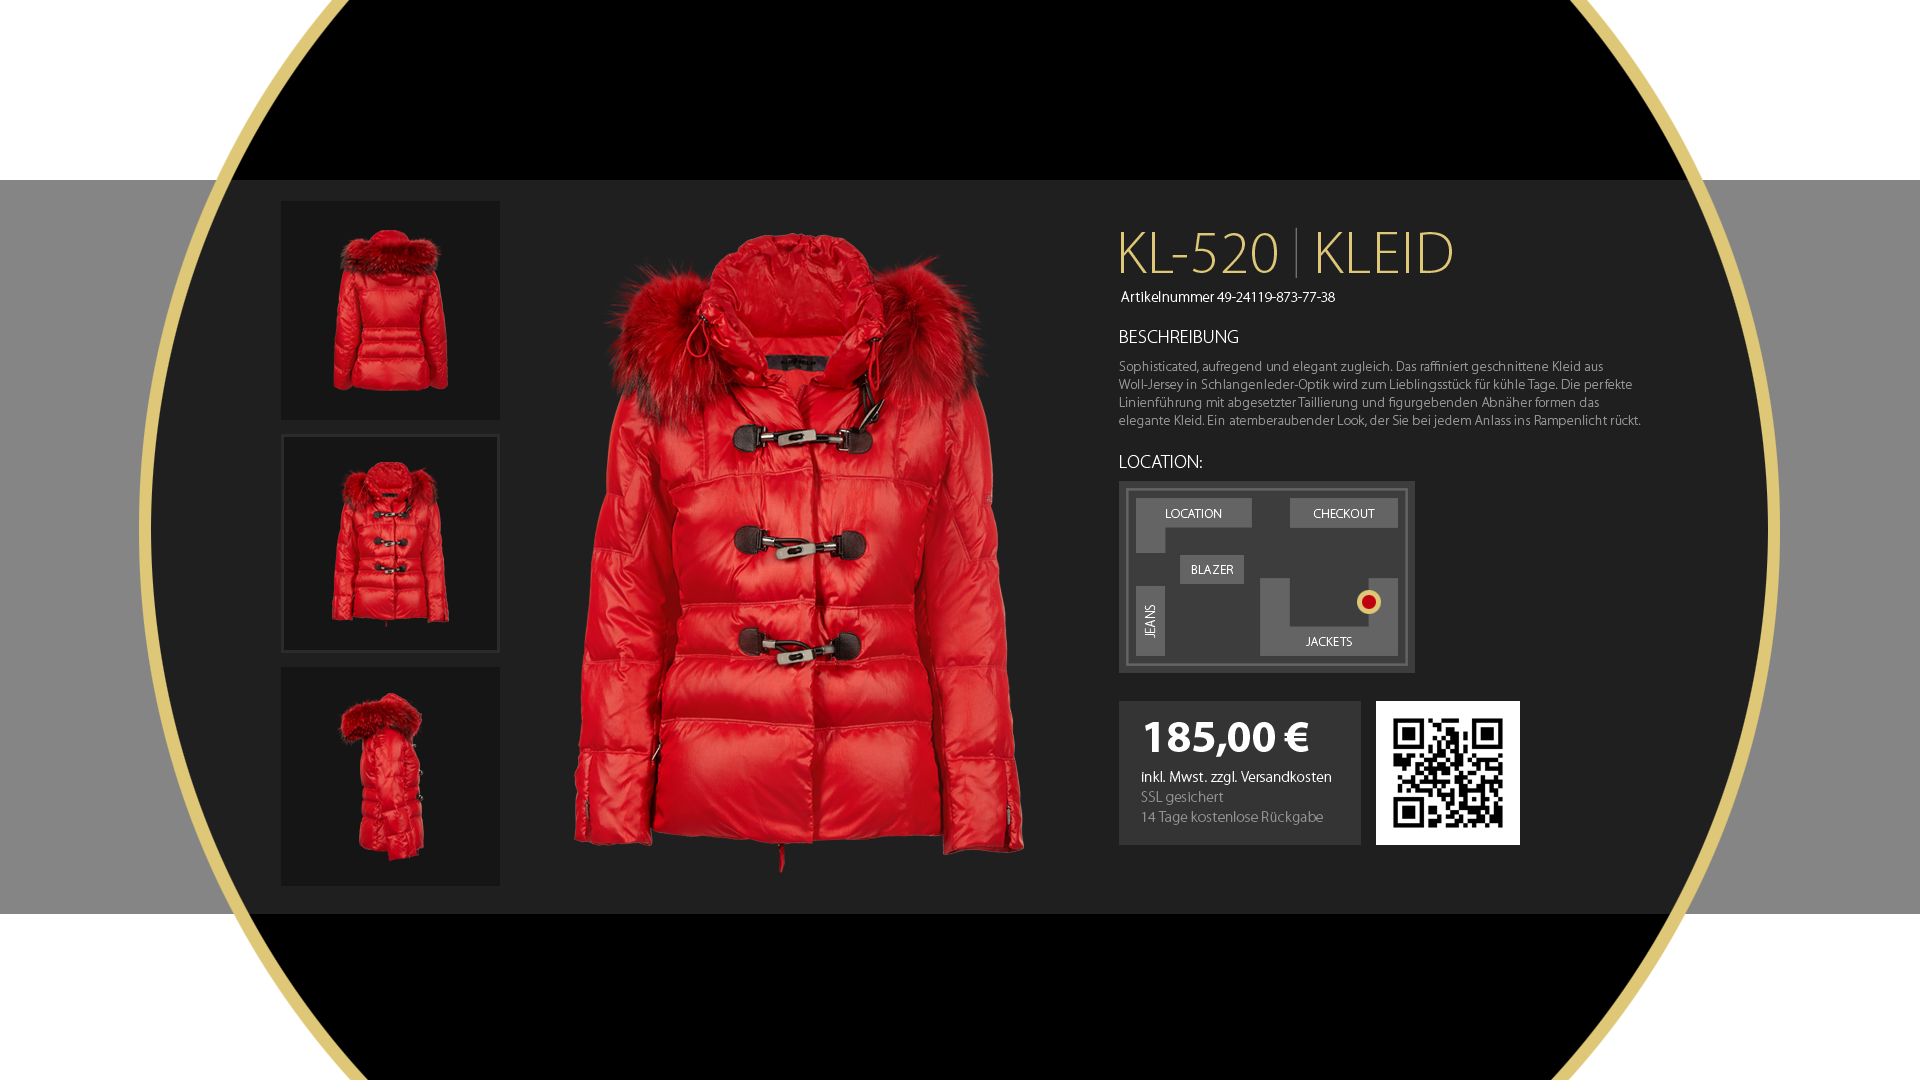 KL-520 | KLEID
Artikelnummer 49-24119-873-77-38
BESCHREIBUNG
Sophisticated, aufregend und elegant zugleich. Das raffiniert geschnittene Kleid aus
Woll-Jersey in Schlangenleder-Optik wird zum Lieblingsstück für kühle Tage. Die perfekte
Linienführung mit abgesetzter Taillierung und figurgebenden Abnäher formen das
elegante Kleid. Ein atemberaubender Look, der Sie bei jedem Anlass ins Rampenlicht rückt.
LOCATION:
LOCATION
CHECKOUT
BLAZER
JEANS
JACKETS
185,00 €
inkl. Mwst. zzgl. Versandkosten
SSL gesichert
14 Tage kostenlose Rückgabe